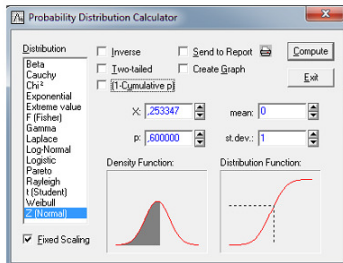 Probability Distribution Calculator
Distribution
Beta
Cauchy
Chi²
Exponential
Extreme value
F (Fisher)
Gamma
Laplace
Log-Normal
Logistic
Pareto
Rayleigh
t (Student)
Weibull
Z (Normal)
Fixed Scaling
Inverse
Two-tailed
(1-Cumulative p)
Send to Report
Create Graph
Compute
Exit
X: ,253347
mean: 0
p: ,600000
st.dev.: 1
Density Function:
Distribution Function: